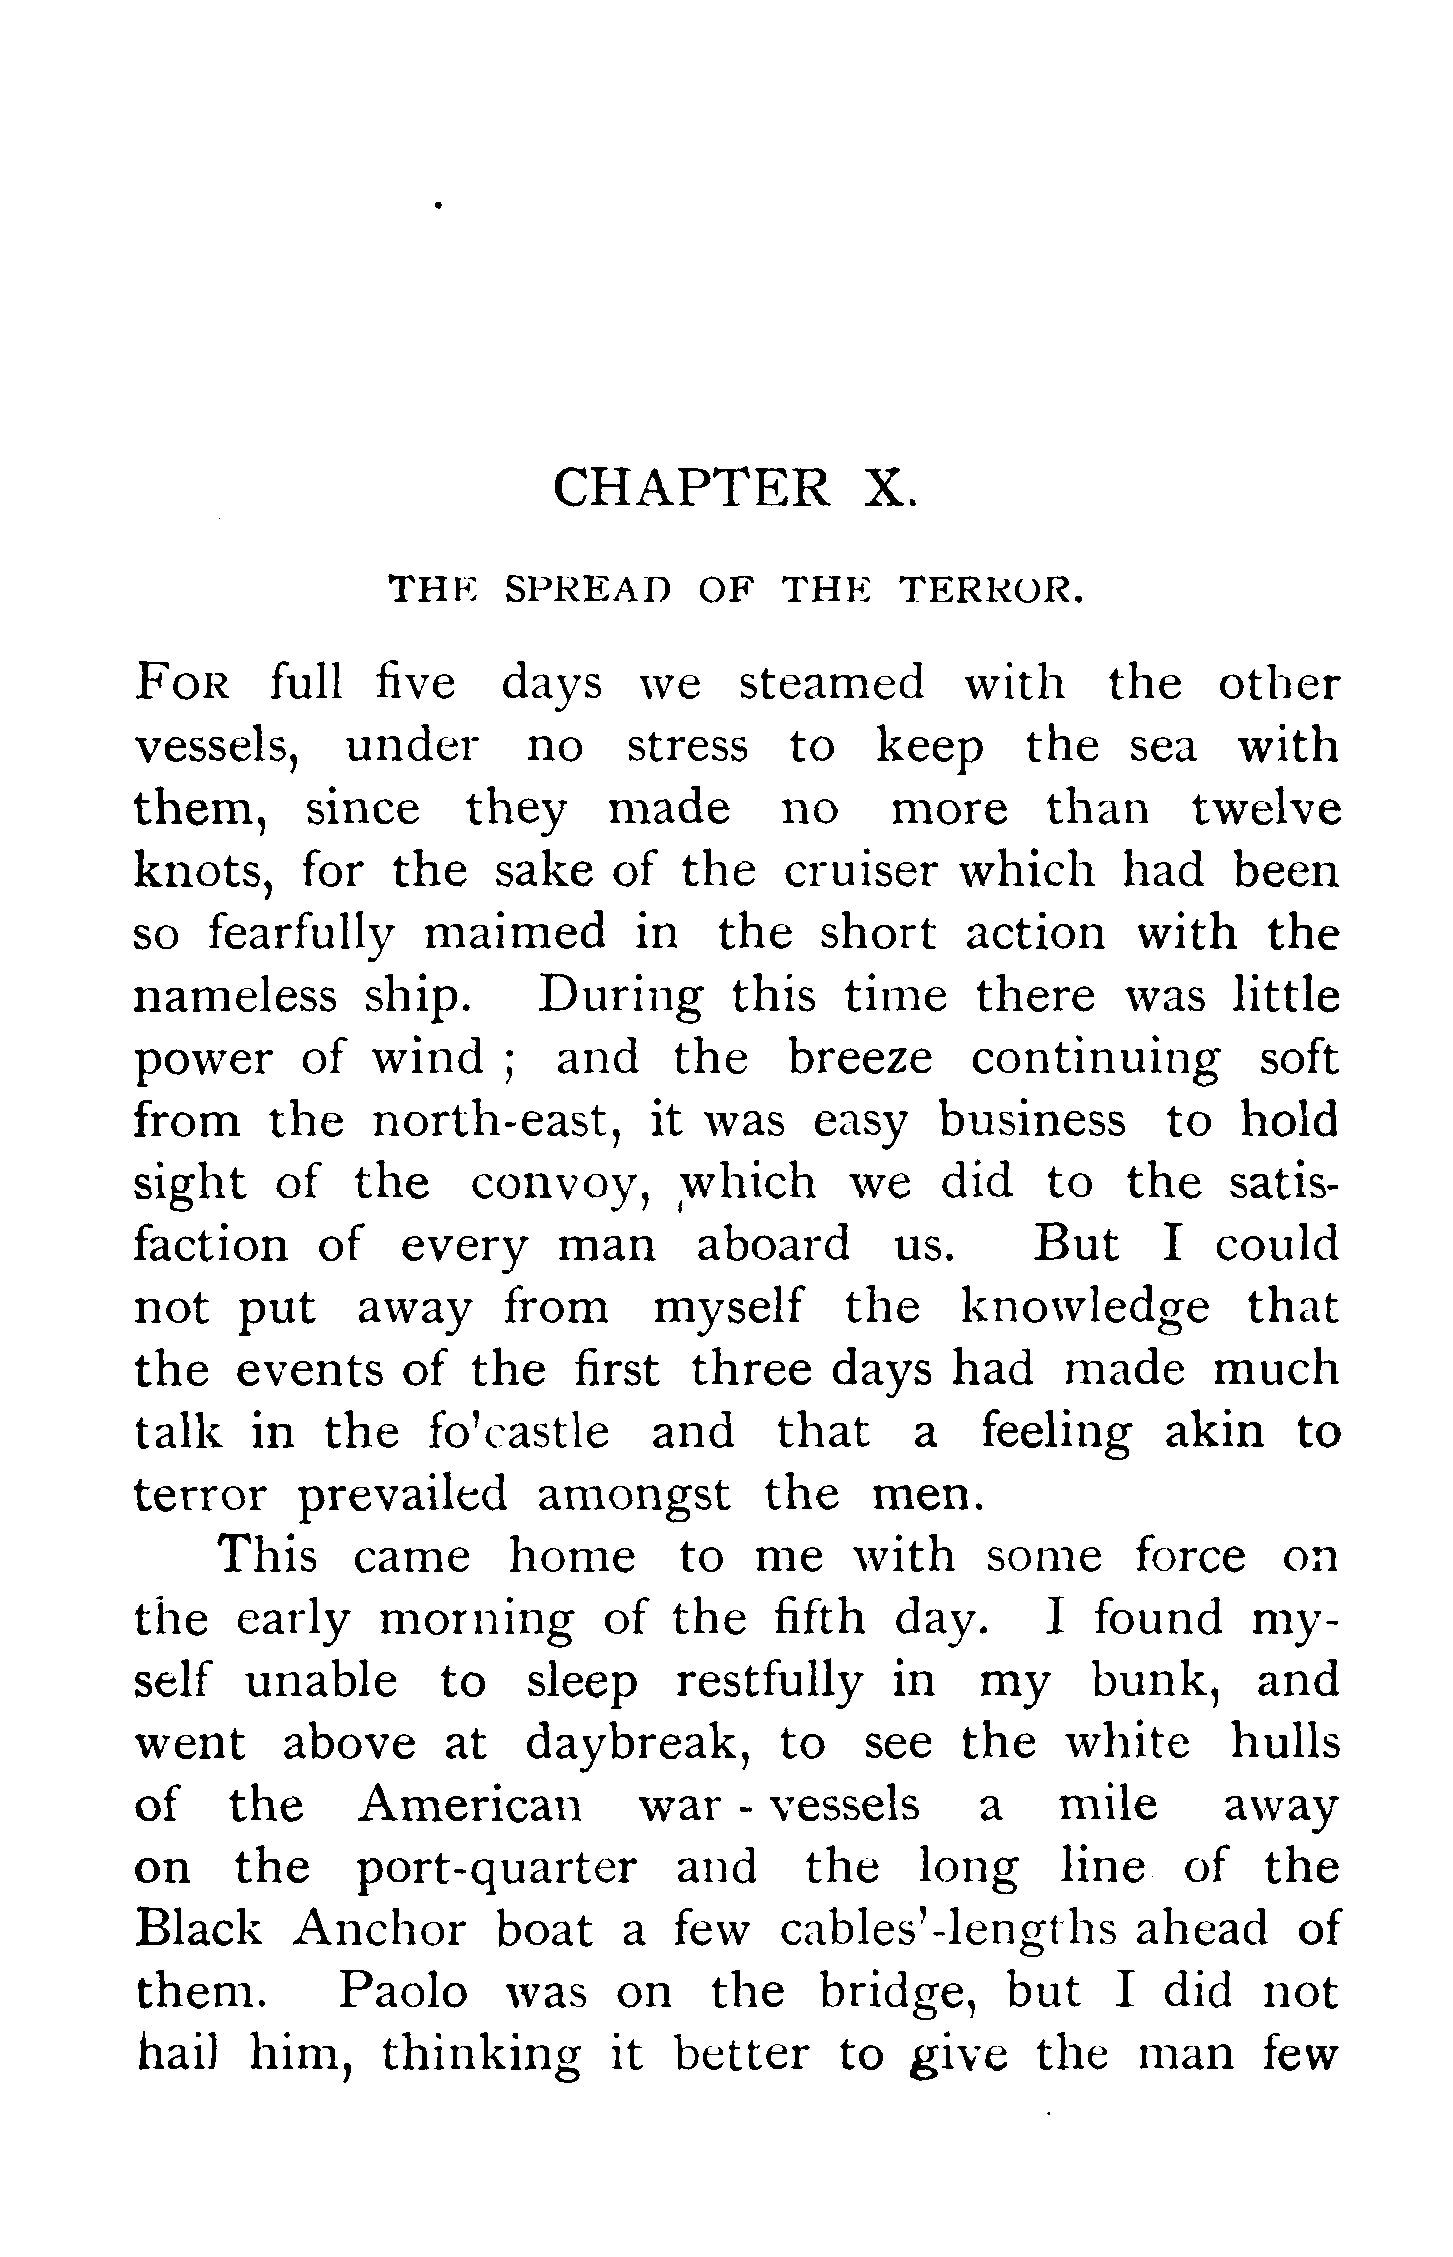 CHAPTER X.
THE SPREAD OF THE TERROR.
FOR full five days we steamed with the other
vessels, under no stress to keep the sea with
them, since they made no more than twelve
knots, for the sake of the cruiser which had been
so fearfully maimed in the short action with the
nameless ship. During this time there was little
power of wind ; and the breeze continuing soft
from the north-east, it was easy business to hold
sight of the convoy, which we did to the satis-
faction of every man aboard us. But I could
not put away from myself the knowledge that
the events of the first three days had made much
talk in the fo'castle and that a feeling akin to
terror prevailed amongst the men.
This came home to me with some force on
the early morning of the fifth day. I found my-
self unable to sleep restfully in my bunk, and
went above at daybreak, to see the white hulls
of the American war - vessels a mile away
on the port-quarter and the long line of the
Black Anchor boat a few cables'-lengths ahead of
them. Paolo was on the bridge, but I did not
hail him, thinking it better to give the man few